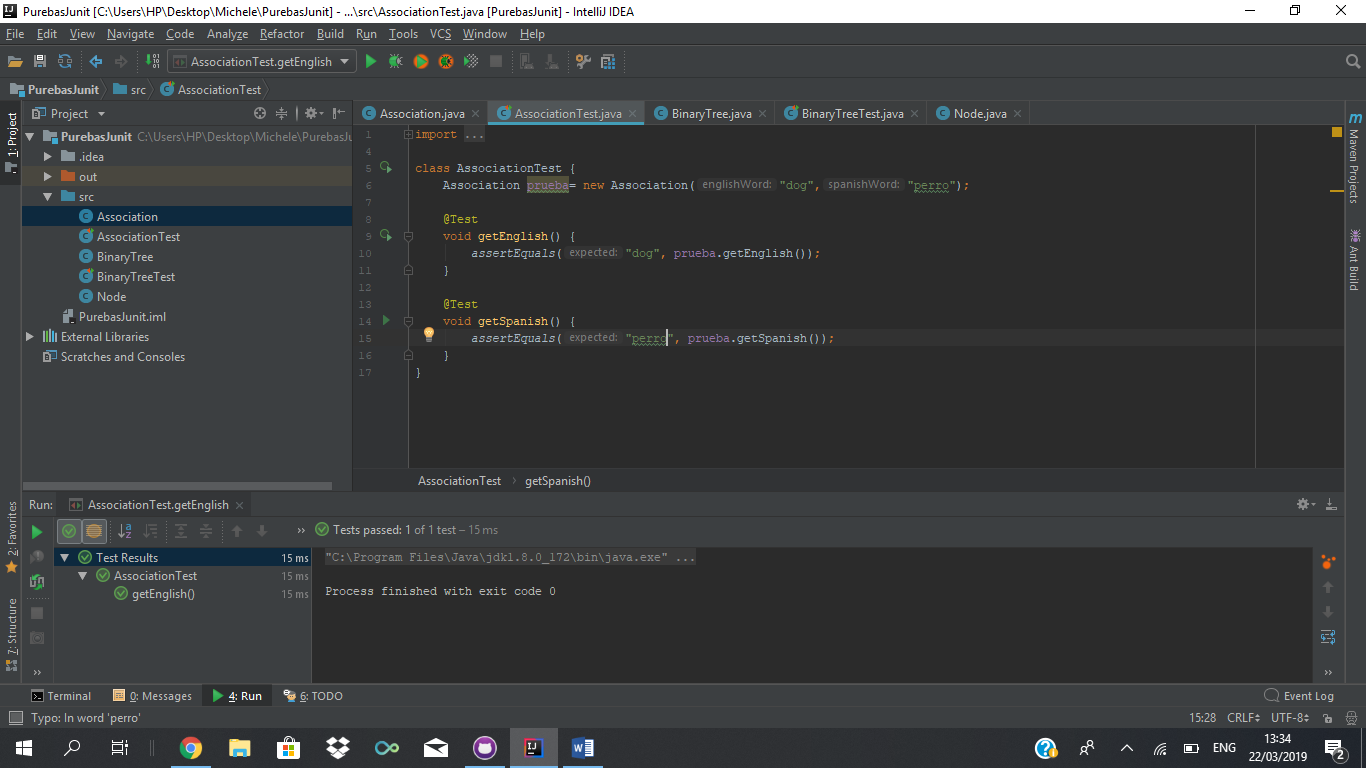 PurebasJunit [C:\Users\HP\Desktop\Michele\PurebasJunit] - ...\src\AssociationTest.java [PurebasJunit] - IntelliJ IDEA
File Edit View Navigate Code Analyze Refactor Build Run Tools VCS Window Help
AssociationTest.getEnglish
PurebasJunit src AssociationTest
Project
Association.java AssociationTest.java BinaryTree.java BinaryTreeTest.java Node.java
1: Project
2: Favorites
7: Structure
PurebasJunit C:\Users\HP\Desktop\Michele\PurebasJu
.idea
out
src
Association
AssociationTest
BinaryTree
BinaryTreeTest
Node
PurebasJunit.iml
External Libraries
Scratches and Consoles
1 import ...
4
5 class AssociationTest {
6 Association prueba= new Association( englishWord: "dog", spanishWord: "perro");
7
8 @Test
9 void getEnglish() {
10 assertEquals( expected: "dog", prueba.getEnglish());
11 }
12
13 @Test
14 void getSpanish() {
15 assertEquals( expected: "perro", prueba.getSpanish());
16 }
17 }
AssociationTest getSpanish()
m
Maven Projects
Ant Build
Run: AssociationTest.getEnglish
Tests passed: 1 of 1 test – 15 ms
Test Results 15 ms
AssociationTest 15 ms
getEnglish() 15 ms
"C:\Program Files\Java\jdk1.8.0_172\bin\java.exe" ...
Process finished with exit code 0
Terminal 0: Messages 4: Run 6: TODO Event Log
Typo: In word 'perro' 15:28 CRLF UTF-8
ENG
13:34
22/03/2019
2